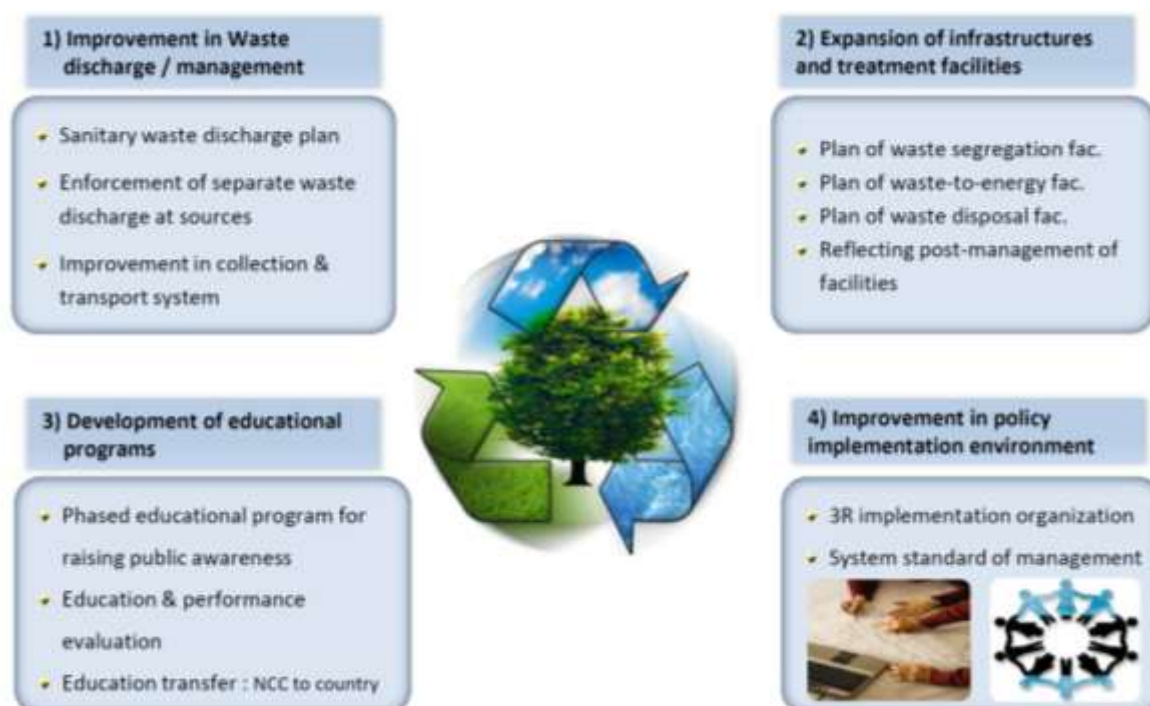 1) Improvement in Waste
discharge / management
Sanitary waste discharge plan
Enforcement of separate waste
discharge at sources
Improvement in collection &
transport system
2) Expansion of infrastructures
and treatment facilities
Plan of waste segregation fac.
Plan of waste-to-energy fac.
Plan of waste disposal fac.
Reflecting post-management of
facilities
3) Development of educational
programs
Phased educational program for
raising public awareness
Education & performance
evaluation
Education transfer : NCC to country
4) Improvement in policy
implementation environment
3R implementation organization
System standard of management